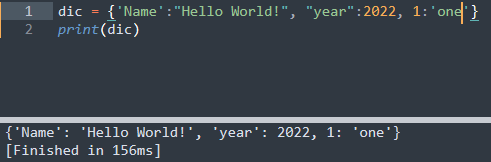 1 dic = {'Name':"Hello World!", "year":2022, 1:'one'}
2 print(dic)
{'Name': 'Hello World!', 'year': 2022, 1: 'one'}
[Finished in 156ms]